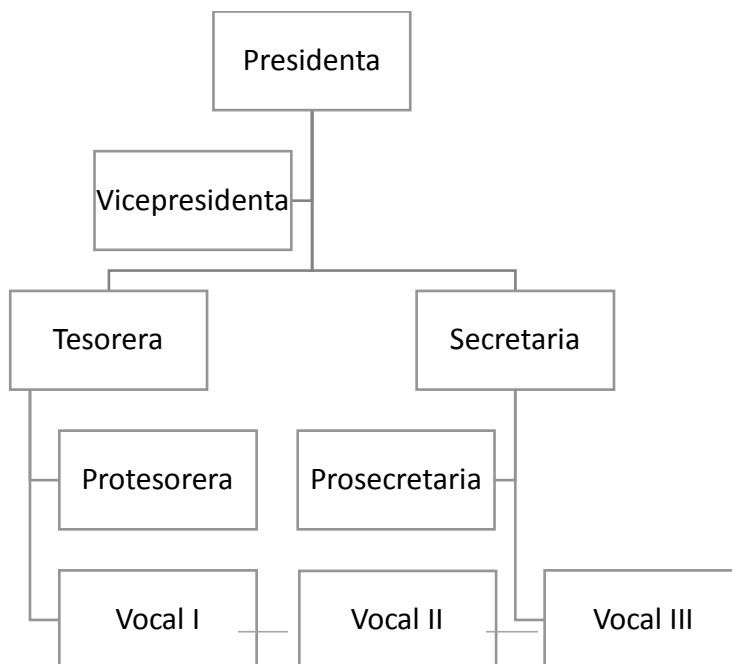 Presidenta
Vicepresidenta
Tesorera
Secretaria
Protesorera
Prosecretaria
Vocal I
Vocal II
Vocal III